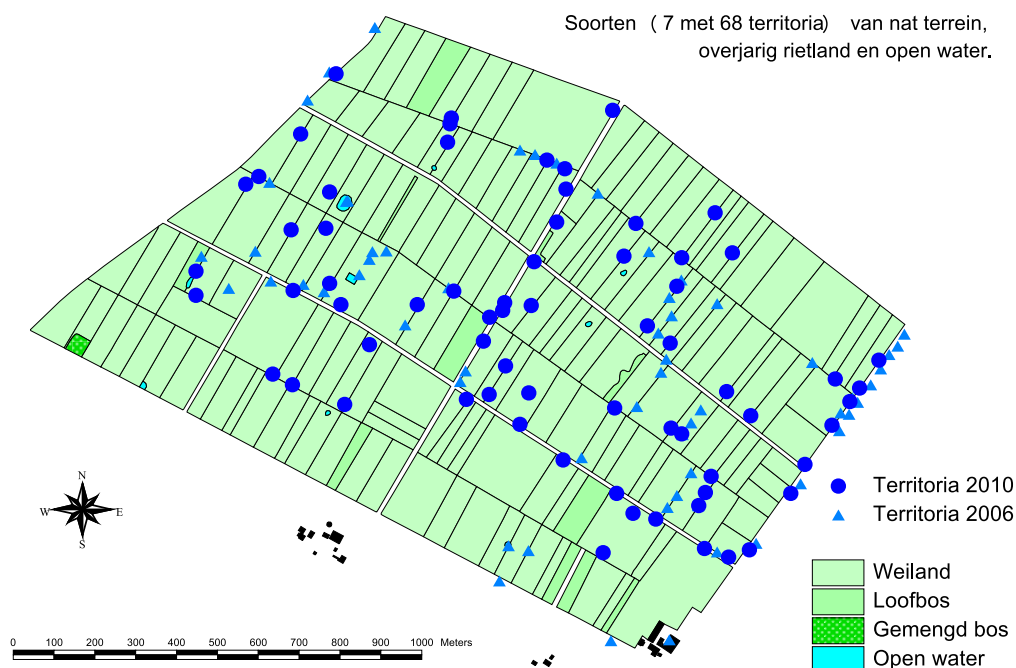 Soorten ( 7 met 68 territoria) van nat terrein,
overjarig rietland en open water.
N
W E
S
Territoria 2010
Territoria 2006
Weiland
Loofbos
Gemengd bos
Open water
0 100 200 300 400 500 600 700 800 900 1000 Meters